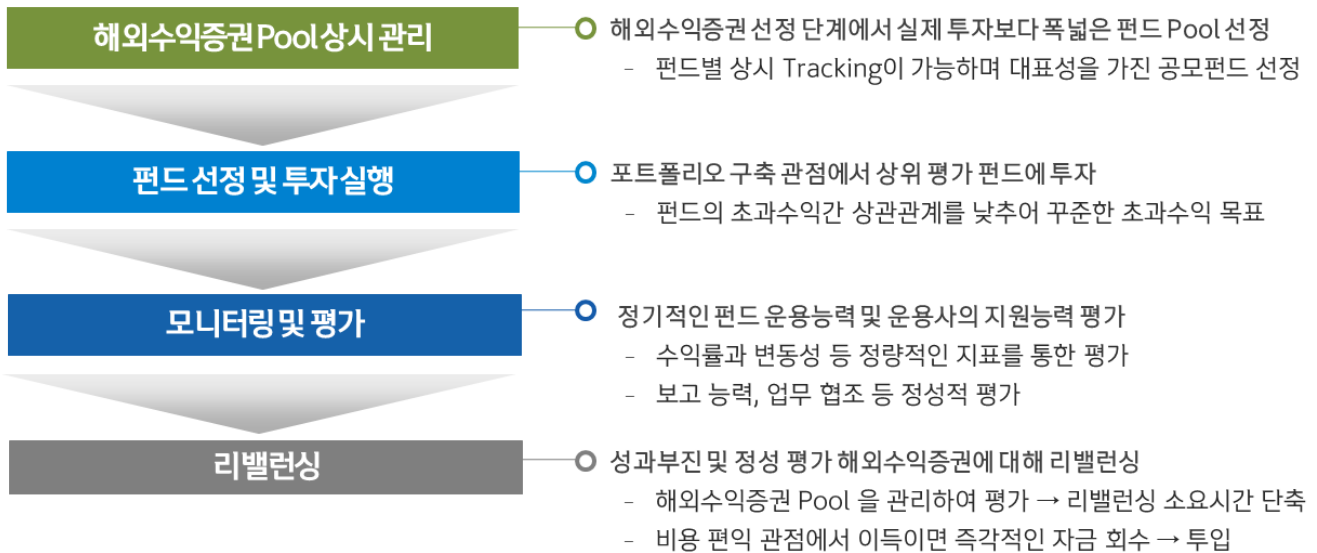 해외수익증권 Pool 상시 관리
해외수익증권 선정 단계에서 실제 투자보다 폭넓은 펀드 Pool 선정
– 펀드별 상시 Tracking이 가능하며 대표성을 가진 공모펀드 선정
펀드 선정 및 투자 실행
포트폴리오 구축 관점에서 상위 평가 펀드에 투자
– 펀드의 초과수익간 상관관계를 낮추어 꾸준한 초과수익 목표
모니터링 및 평가
정기적인 펀드 운용능력 및 운용사의 지원능력 평가
– 수익률과 변동성 등 정량적인 지표를 통한 평가
– 보고 능력, 업무 협조 등 정성적 평가
리밸런싱
성과부진 및 정성 평가 해외수익증권에 대해 리밸런싱
– 해외수익증권 Pool 을 관리하여 평가 → 리밸런싱 소요시간 단축
– 비용 편익 관점에서 이득이면 즉각적인 자금 회수 → 투입